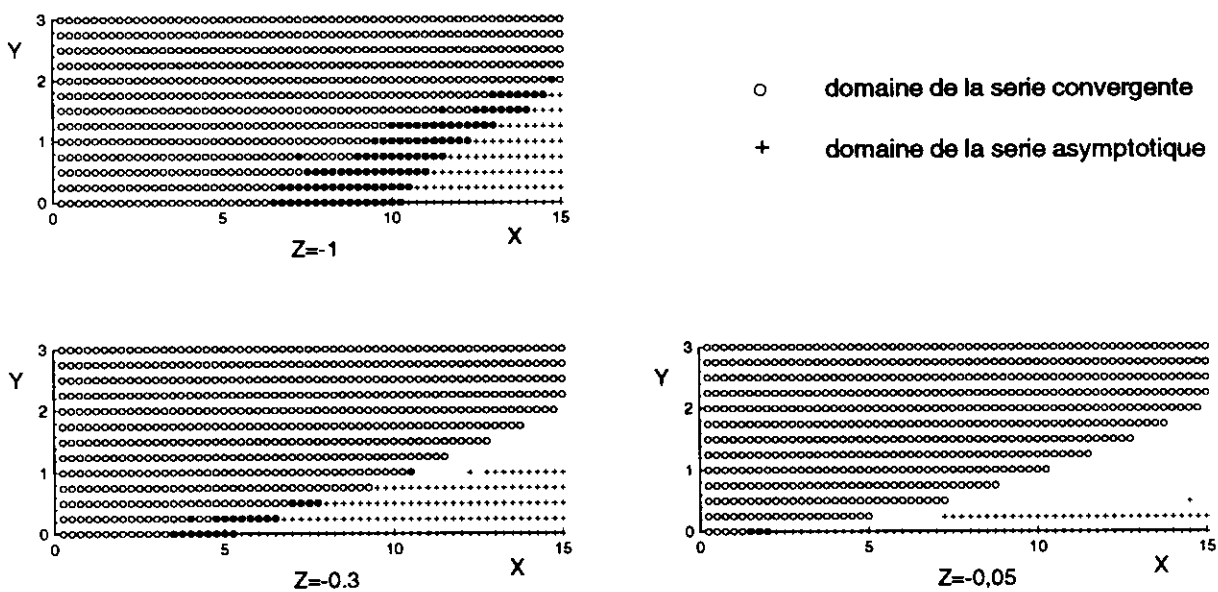 3
Y
2
1
0
0 5 10 15
X
Z=-1
o domaine de la serie convergente
+ domaine de la serie asymptotique
3
Y
2
1
0
0 5 10 15
X
Z=-0.3
3
Y
2
1
0
0 5 10 15
X
Z=-0,05